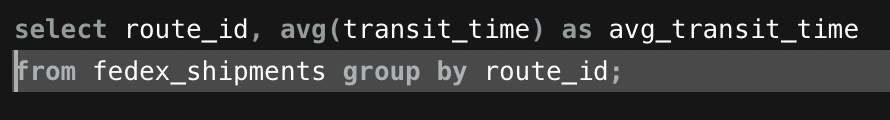 select route_id, avg(transit_time) as avg_transit_time
from fedex_shipments group by route_id;